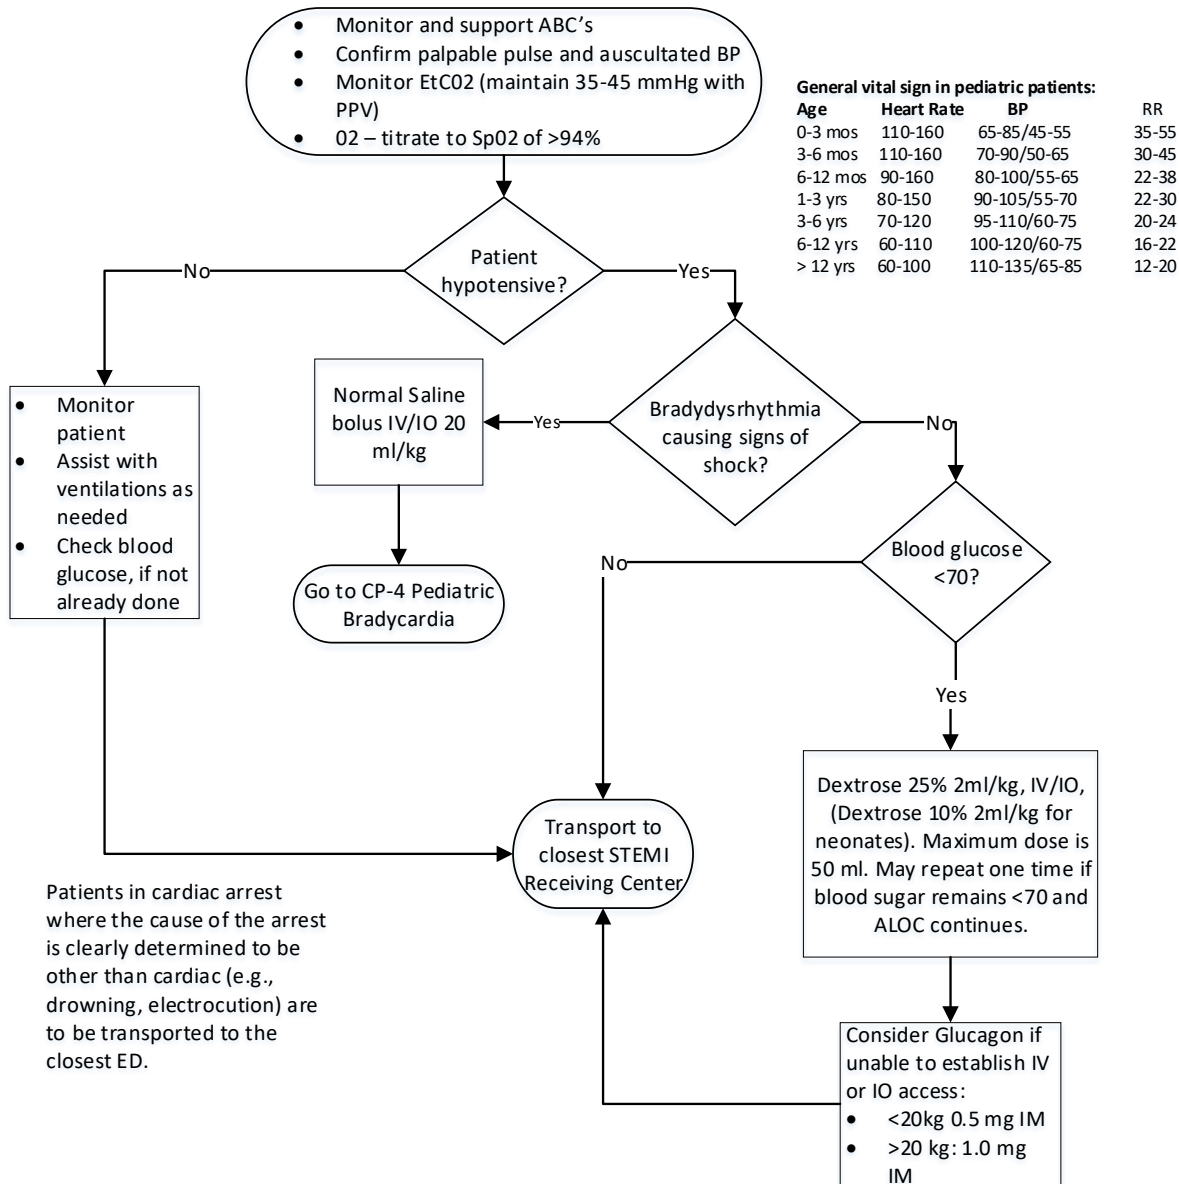 • Monitor and support ABC’s
• Confirm palpable pulse and auscultated BP
• Monitor EtC02 (maintain 35-45 mmHg with
PPV)
• 02 – titrate to Sp02 of >94%
General vital sign in pediatric patients:
Age Heart Rate BP RR
0-3 mos 110-160 65-85/45-55 35-55
3-6 mos 110-160 70-90/50-65 30-45
6-12 mos 90-160 80-100/55-65 22-38
1-3 yrs 80-150 90-105/55-70 22-30
3-6 yrs 70-120 95-110/60-75 20-24
6-12 yrs 60-110 100-120/60-75 16-22
> 12 yrs 60-100 110-135/65-85 12-20
Patient
hypotensive?
No
Yes
• Monitor
patient
• Assist with
ventilations as
needed
• Check blood
glucose, if not
already done
Normal Saline
bolus IV/IO 20
ml/kg
Yes
Bradydysrhythmia
causing signs of
shock?
No
Go to CP-4 Pediatric
Bradycardia
Blood glucose
<70?
No
Yes
Dextrose 25% 2ml/kg, IV/IO,
(Dextrose 10% 2ml/kg for
neonates). Maximum dose is
50 ml. May repeat one time if
blood sugar remains <70 and
ALOC continues.
Transport to
closest STEMI
Receiving Center
Patients in cardiac arrest
where the cause of the arrest
is clearly determined to be
other than cardiac (e.g.,
drowning, electrocution) are
to be transported to the
closest ED.
Consider Glucagon if
unable to establish IV
or IO access:
• <20kg 0.5 mg IM
• >20 kg: 1.0 mg
IM